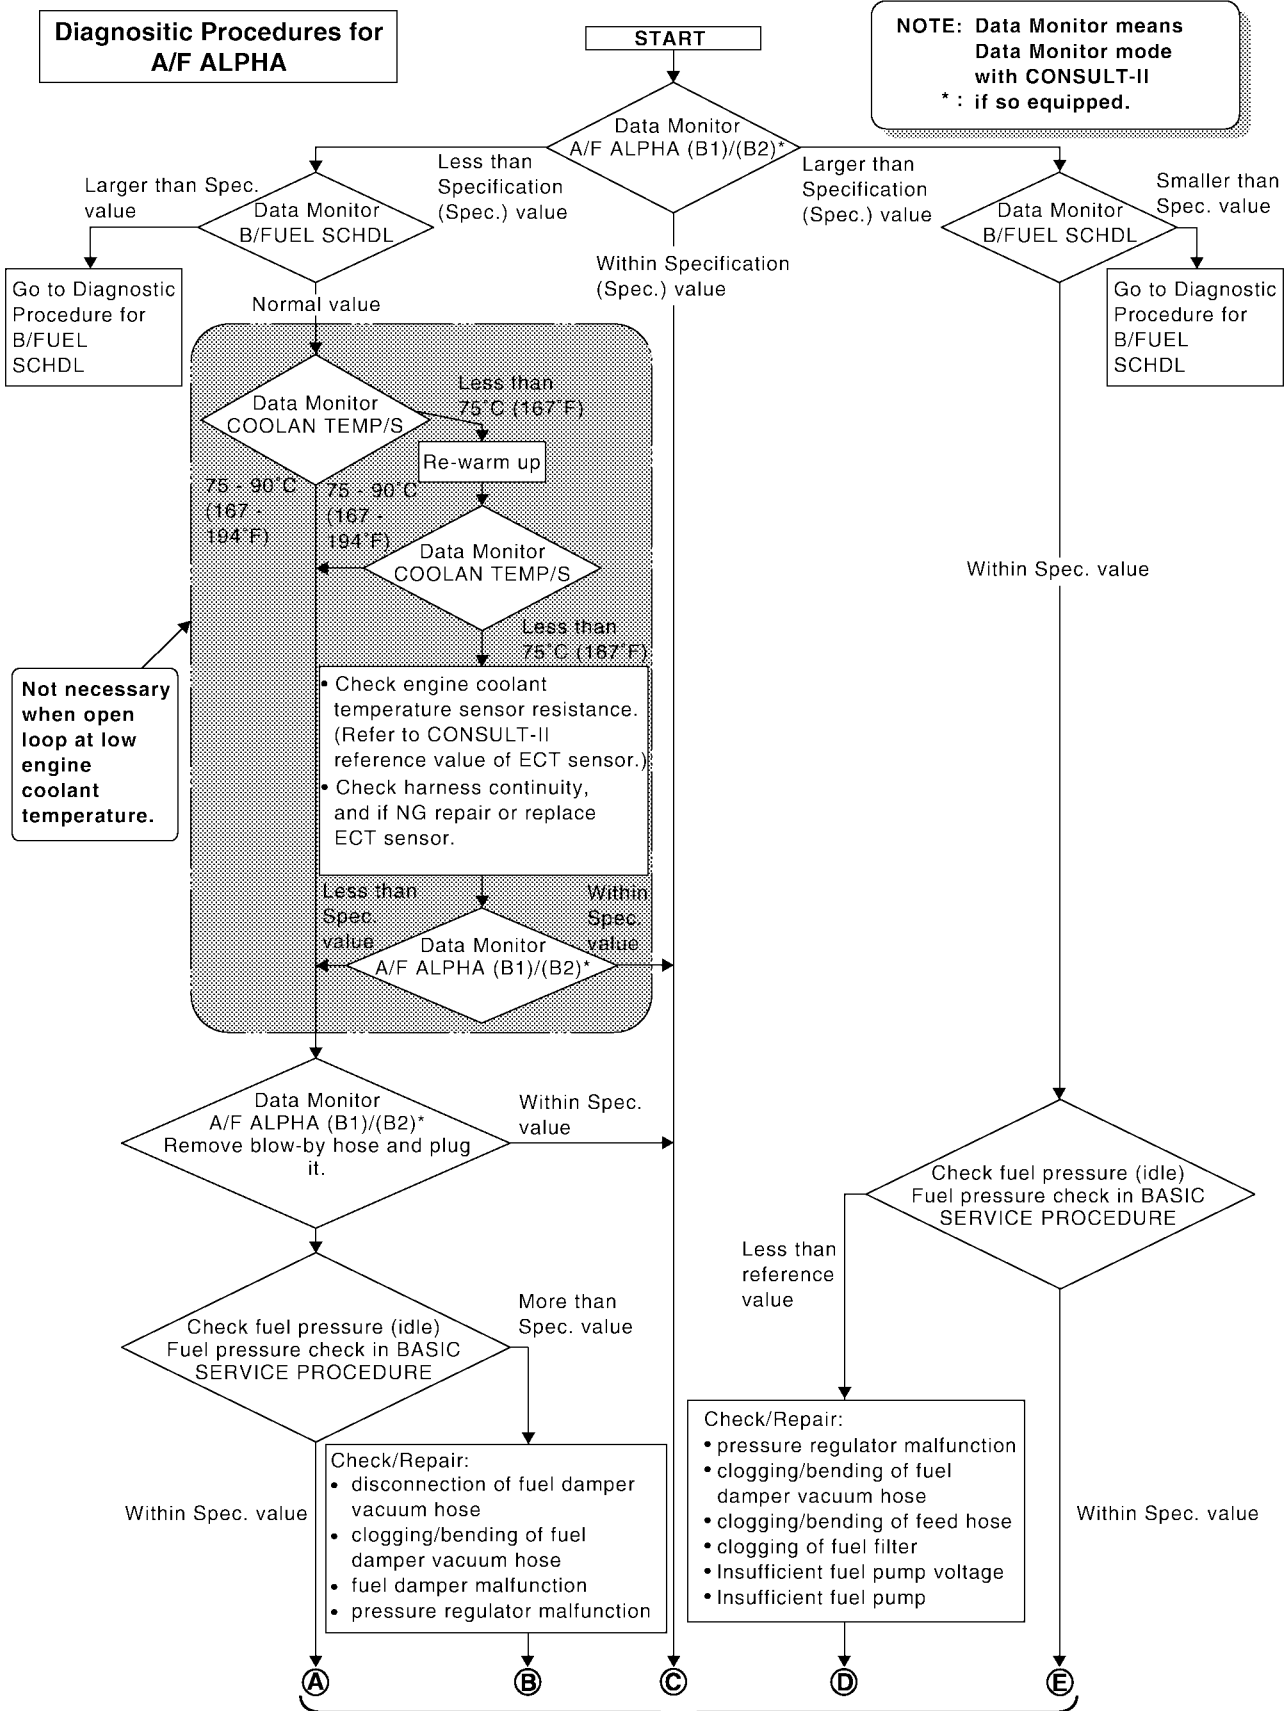 Diagnositic Procedures for
A/F ALPHA
START
NOTE: Data Monitor means
Data Monitor mode
with CONSULT-II
* : if so equipped.
Data Monitor
A/F ALPHA (B1)/(B2)*
Less than
Specification
(Spec.) value
Larger than
Specification
(Spec.) value
Within Specification
(Spec.) value
Larger than Spec.
value
Data Monitor
B/FUEL SCHDL
Data Monitor
B/FUEL SCHDL
Smaller than
Spec. value
Go to Diagnostic
Procedure for
B/FUEL
SCHDL
Normal value
Go to Diagnostic
Procedure for
B/FUEL
SCHDL
Data Monitor
COOLAN TEMP/S
Less than
75˚C (167˚F)
Re-warm up
75 - 90˚C
(167 -
194˚F)
75 - 90˚C
(167 -
194˚F)
Data Monitor
COOLAN TEMP/S
Within Spec. value
Less than
75˚C (167˚F)
Not necessary
when open
loop at low
engine
coolant
temperature.
• Check engine coolant
temperature sensor resistance.
(Refer to CONSULT-II
reference value of ECT sensor.)
• Check harness continuity,
and if NG repair or replace
ECT sensor.
Less than
Spec.
value
Within
Spec.
value
Data Monitor
A/F ALPHA (B1)/(B2)*
Data Monitor
A/F ALPHA (B1)/(B2)*
Remove blow-by hose and plug
it.
Within Spec.
value
Check fuel pressure (idle)
Fuel pressure check in BASIC
SERVICE PROCEDURE
Less than
reference
value
Check fuel pressure (idle)
Fuel pressure check in BASIC
SERVICE PROCEDURE
More than
Spec. value
Within Spec. value
Check/Repair:
• disconnection of fuel damper
vacuum hose
• clogging/bending of fuel
damper vacuum hose
• fuel damper malfunction
• pressure regulator malfunction
Check/Repair:
• pressure regulator malfunction
• clogging/bending of fuel
damper vacuum hose
• clogging/bending of feed hose
• clogging of fuel filter
• Insufficient fuel pump voltage
• Insufficient fuel pump
Within Spec. value
A B C D E